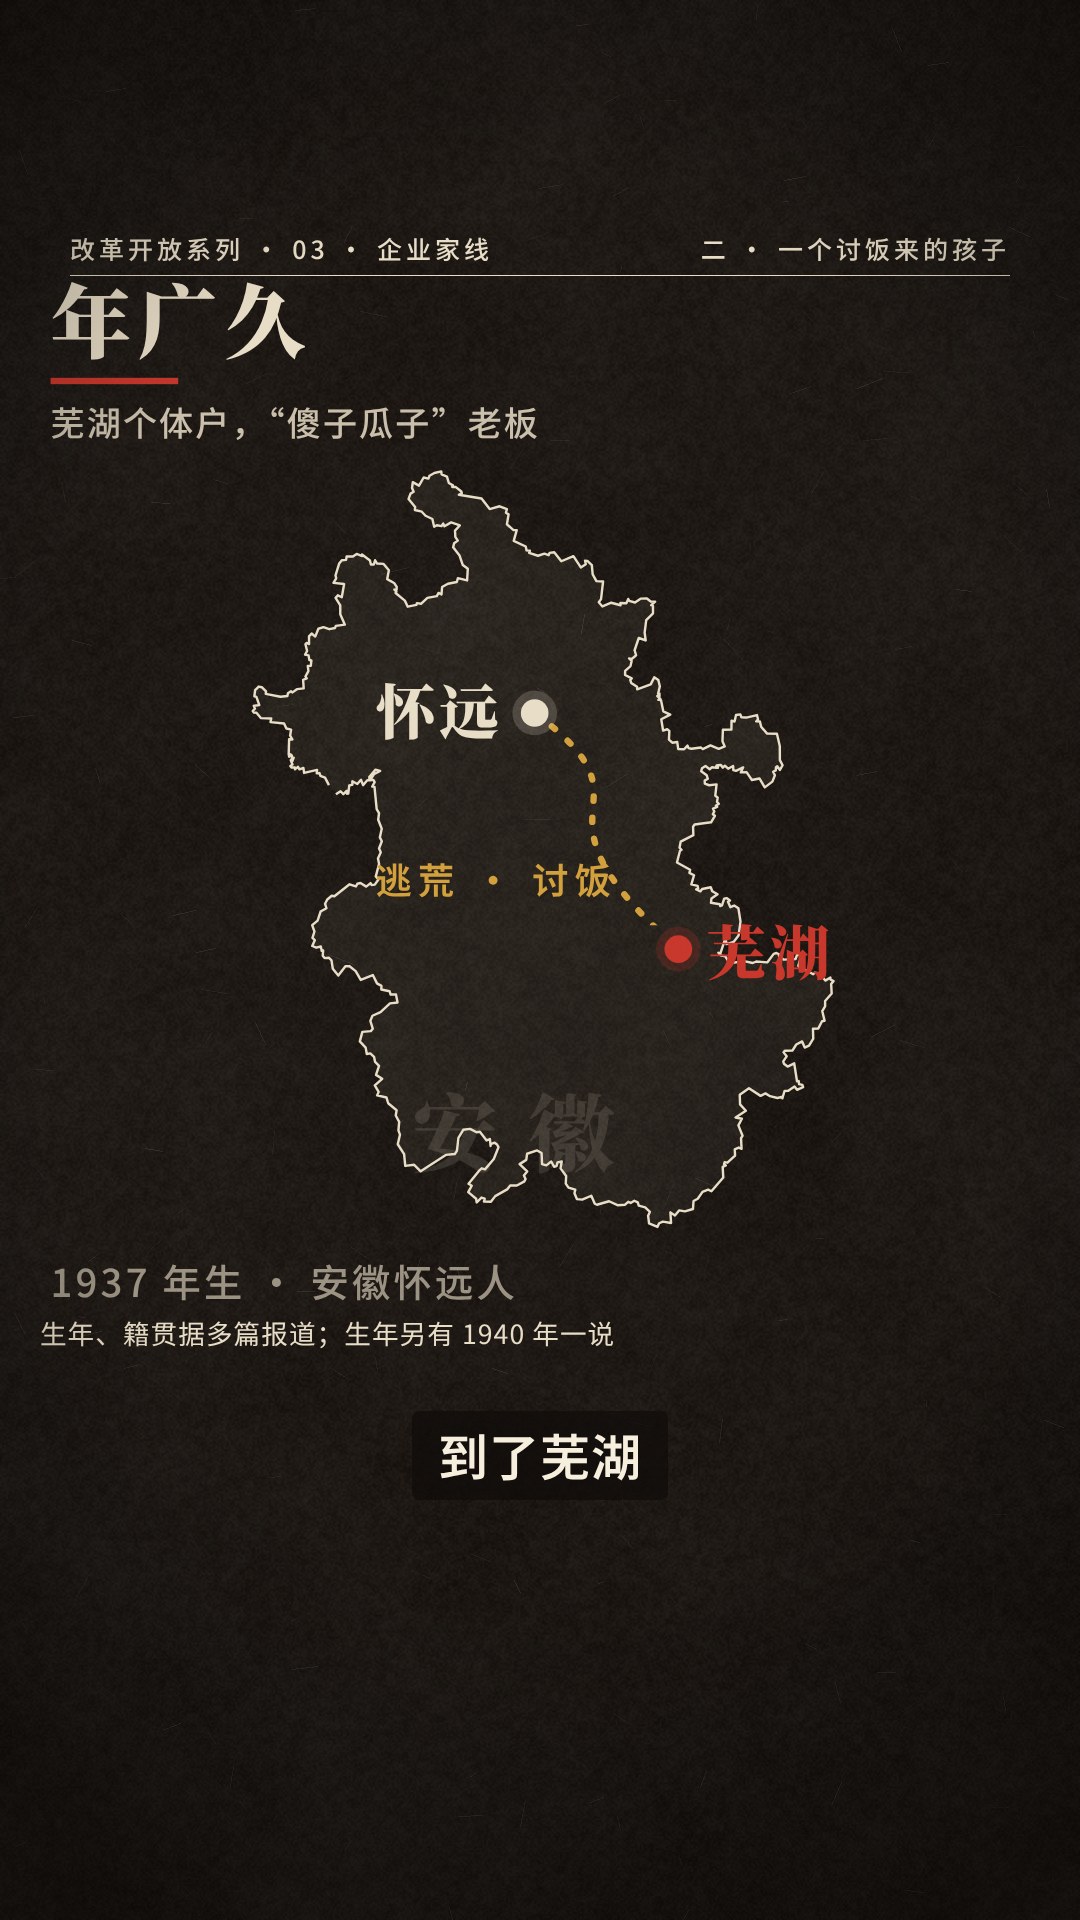 改革开放系列 · 03 · 企业家线
二 · 一个讨饭来的孩子
年广久
芜湖个体户，“傻子瓜子”老板
怀远
逃荒 · 讨饭
芜湖
安徽
1937 年生 · 安徽怀远人
生年、籍贯据多篇报道；生年另有 1940 年一说
到了芜湖